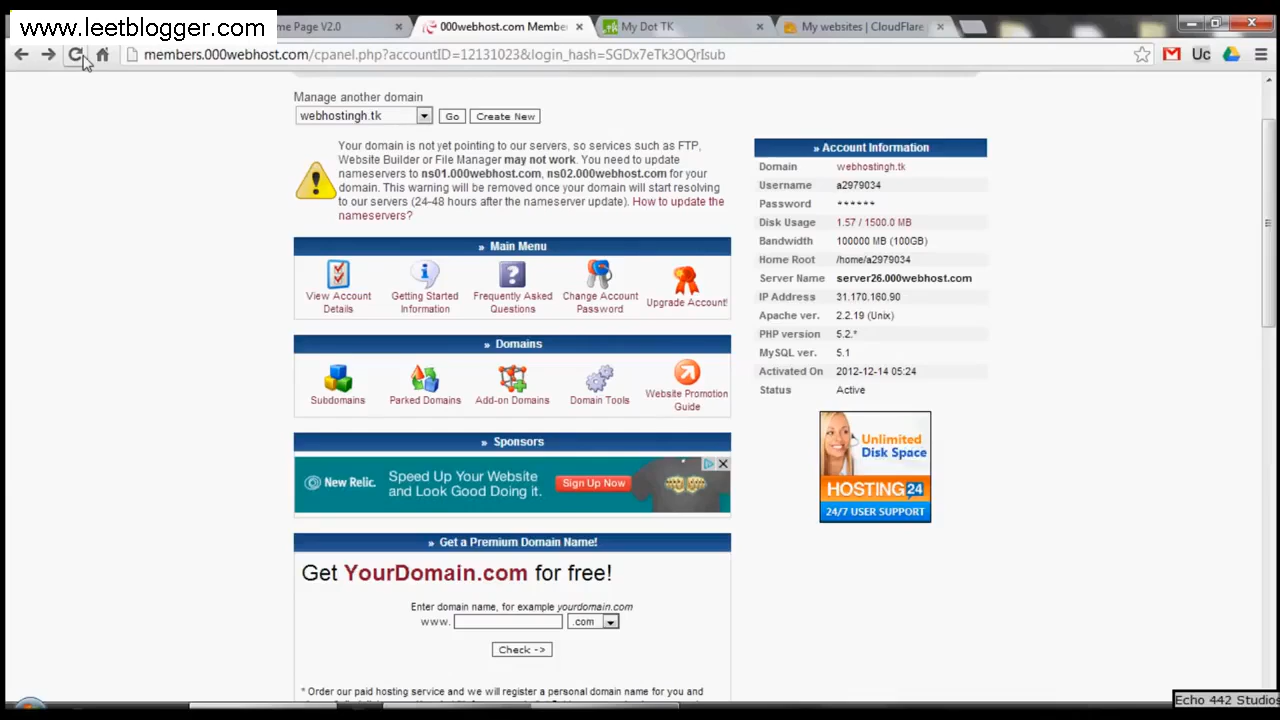 www.leetblogger.com
me Page V2.0
000webhost.com Membe
My Dot TK
My websites | CloudFlare
members.000webhost.com/cpanel.php?accountID=12131023&login_hash=SGDx7eTk3OQrIsub
Uc
Manage another domain
webhostingh.tk
Go
Create New
Your domain is not yet pointing to our servers, so services such as FTP,
Website Builder or File Manager may not work. You need to update
nameservers to ns01.000webhost.com, ns02.000webhost.com for your
domain. This warning will be removed once your domain will start resolving
to our servers (24-48 hours after the nameserver update). How to update the
nameservers?
» Main Menu
View Account
Details
Getting Started
Information
Frequently Asked
Questions
Change Account
Password
Upgrade Account!
» Domains
Subdomains
Parked Domains
Add-on Domains
Domain Tools
Website Promotion
Guide
» Sponsors
New Relic.
Speed Up Your Website
and Look Good Doing it.
Sign Up Now
» Get a Premium Domain Name!
Get YourDomain.com for free!
Enter domain name, for example yourdomain.com
www.
.com
Check ->
* Order our paid hosting service and we will register a personal domain name for you and
» Account Information
Domain webhostingh.tk
Username a2979034
Password ******
Disk Usage 1.57 / 1500.0 MB
Bandwidth 100000 MB (100GB)
Home Root /home/a2979034
Server Name server26.000webhost.com
IP Address 31.170.160.90
Apache ver. 2.2.19 (Unix)
PHP version 5.2.*
MySQL ver. 5.1
Activated On 2012-12-14 05:24
Status Active
Unlimited
Disk Space
HOSTING 24
24/7 USER SUPPORT
Echo 442 Studios